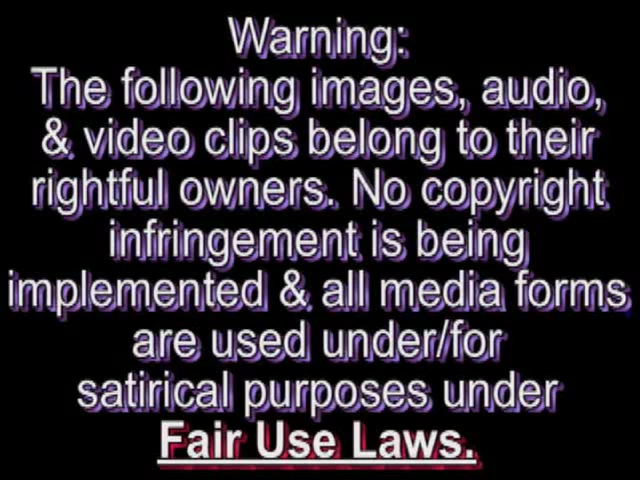 Warning:
The following images, audio,
& video clips belong to their
rightful owners. No copyright
infringement is being
implemented & all media forms
are used under/for
satirical purposes under
Fair Use Laws.